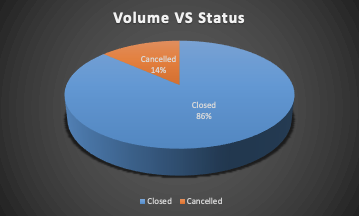 Volume VS Status
Cancelled
14%
Closed
86%
Closed Cancelled